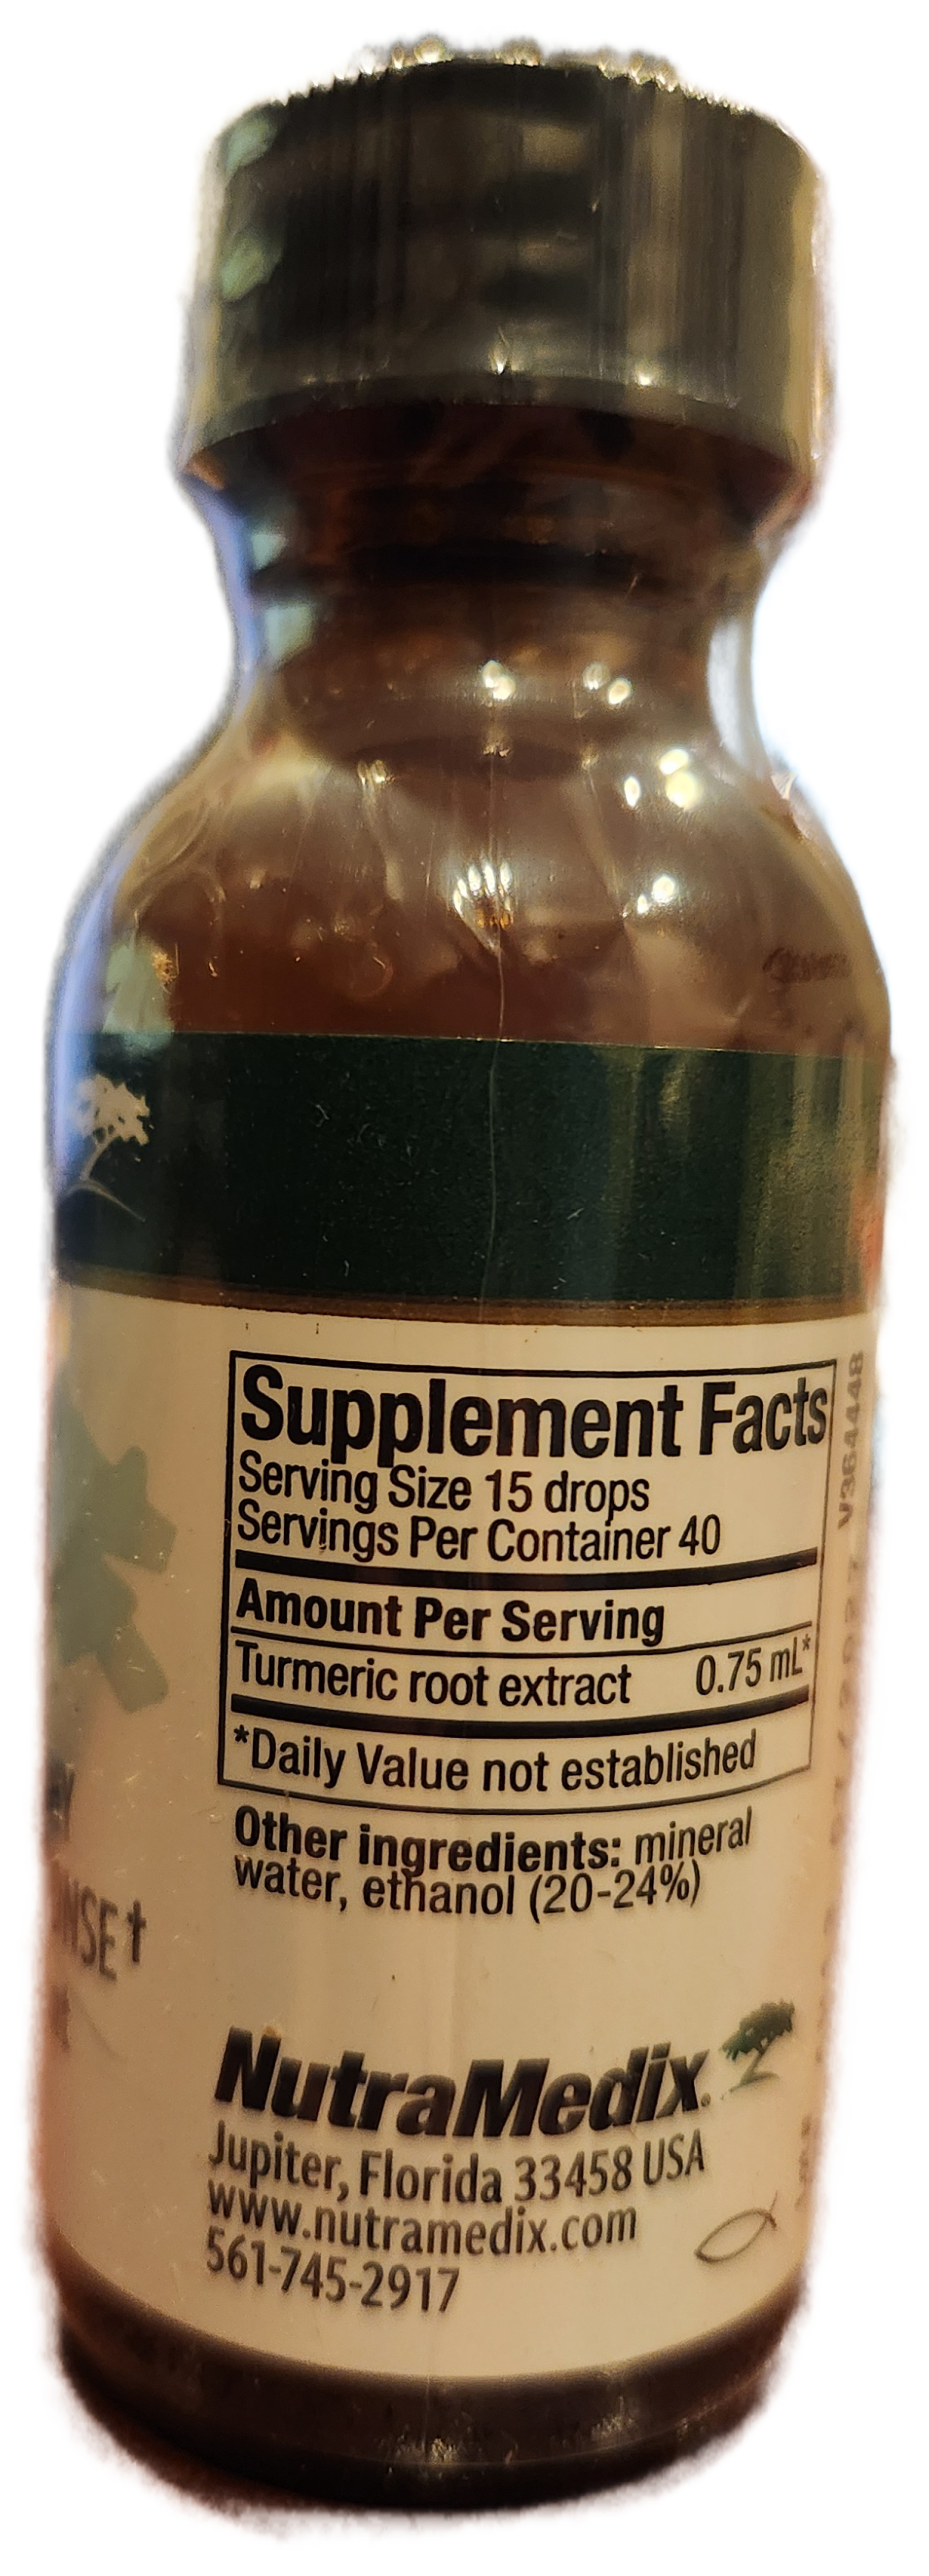 Supplement Facts
Serving Size 15 drops
Servings Per Container 40
Amount Per Serving
Turmeric root extract 0.75 mL*
*Daily Value not established
Other ingredients: mineral
water, ethanol (20-24%)
NutraMedix
Jupiter, Florida 33458 USA
www.nutramedix.com
561-745-2917
V364448